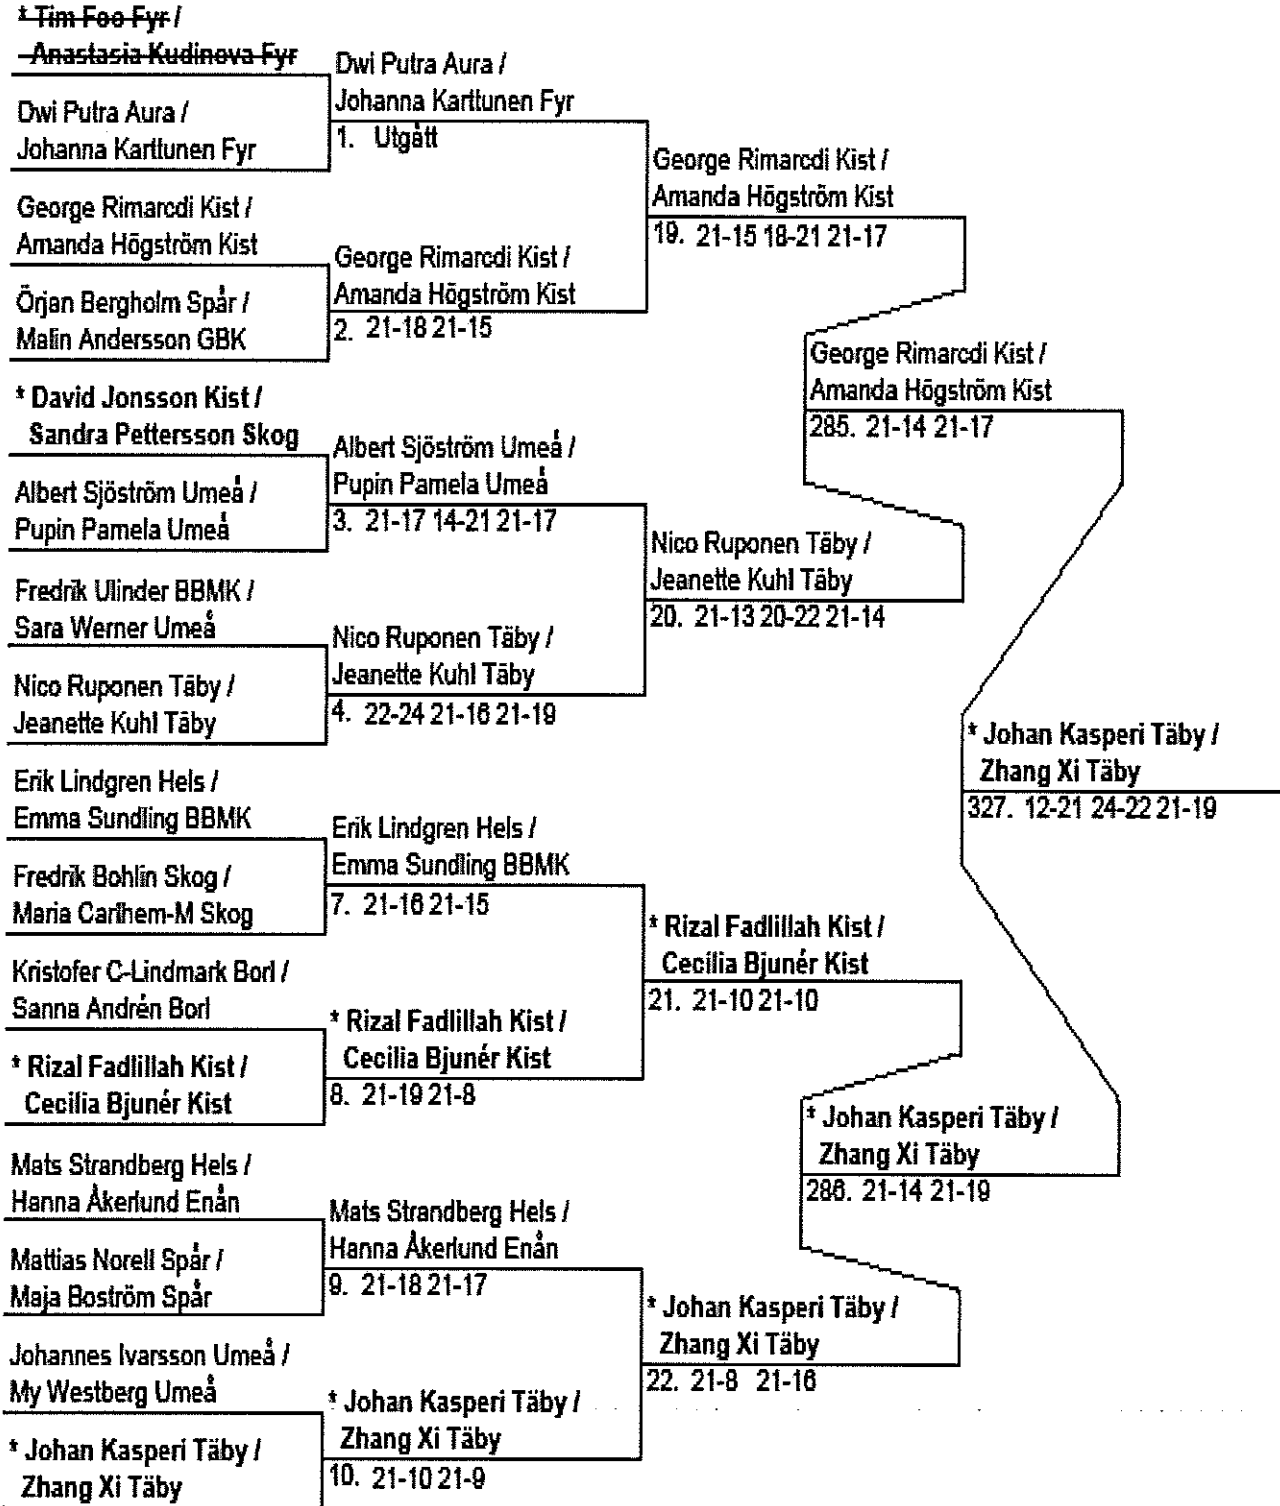 * Tim Foo Fyr /
Anastasia Kudinova Fyr
Dwi Putra Aura /
Johanna Karttunen Fyr
George Rimarcdi Kist /
Amanda Högström Kist
Örjan Bergholm Spår /
Malin Andersson GBK
* David Jonsson Kist /
Sandra Pettersson Skog
Albert Sjöström Umeå /
Pupin Pamela Umeå
Fredrik Ulinder BBMK /
Sara Werner Umeå
Nico Ruponen Täby /
Jeanette Kuhl Täby
Erik Lindgren Hels /
Emma Sundling BBMK
Fredrik Bohlin Skog /
Maria Carlhem-M Skog
Kristofer C-Lindmark Borl /
Sanna Andrén Borl
* Rizal Fadlillah Kist /
Cecilia Bjunér Kist
Mats Strandberg Hels /
Hanna Åkerlund Enån
Mattias Norell Spår /
Maja Boström Spår
Johannes Ivarsson Umeå /
My Westberg Umeå
* Johan Kasperi Täby /
Zhang Xi Täby
Dwi Putra Aura /
Johanna Karttunen Fyr
1. Utgått
George Rimarcdi Kist /
Amanda Högström Kist
2. 21-18 21-15
Albert Sjöström Umeå /
Pupin Pamela Umeå
3. 21-17 14-21 21-17
Nico Ruponen Täby /
Jeanette Kuhl Täby
4. 22-24 21-16 21-19
Erik Lindgren Hels /
Emma Sundling BBMK
7. 21-16 21-15
* Rizal Fadlillah Kist /
Cecilia Bjunér Kist
8. 21-19 21-8
Mats Strandberg Hels /
Hanna Åkerlund Enån
9. 21-18 21-17
* Johan Kasperi Täby /
Zhang Xi Täby
10. 21-10 21-9
George Rimarcdi Kist /
Amanda Högström Kist
19. 21-15 18-21 21-17
Nico Ruponen Täby /
Jeanette Kuhl Täby
20. 21-13 20-22 21-14
* Rizal Fadlillah Kist /
Cecilia Bjunér Kist
21. 21-10 21-10
* Johan Kasperi Täby /
Zhang Xi Täby
22. 21-8 21-16
George Rimarcdi Kist /
Amanda Högström Kist
285. 21-14 21-17
* Johan Kasperi Täby /
Zhang Xi Täby
286. 21-14 21-19
* Johan Kasperi Täby /
Zhang Xi Täby
327. 12-21 24-22 21-19